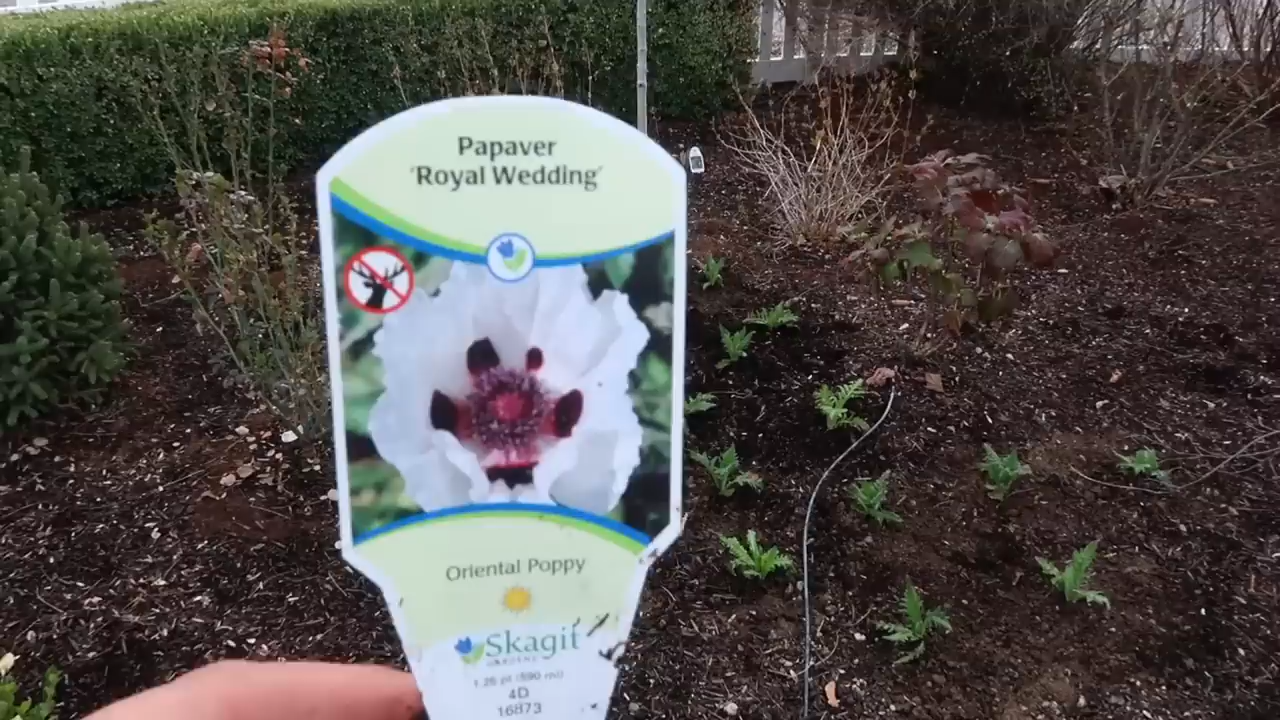 Papaver
'Royal Wedding'
Oriental Poppy
Skagit
GARDENS
1.25 pt (590 ml)
4D
16873